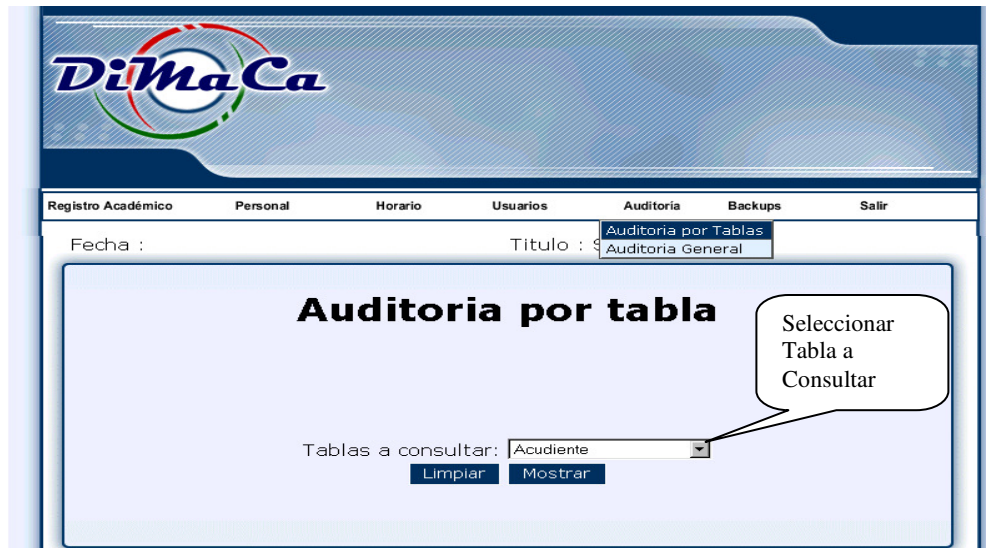 DiMaCa
Registro Académico Personal Horario Usuarios Auditoria Backups Salir
Auditoria por Tablas
Auditoria General
Fecha : Titulo :
Auditoria por tabla
Seleccionar
Tabla a
Consultar
Tablas a consultar: Acudiente
Limpiar Mostrar